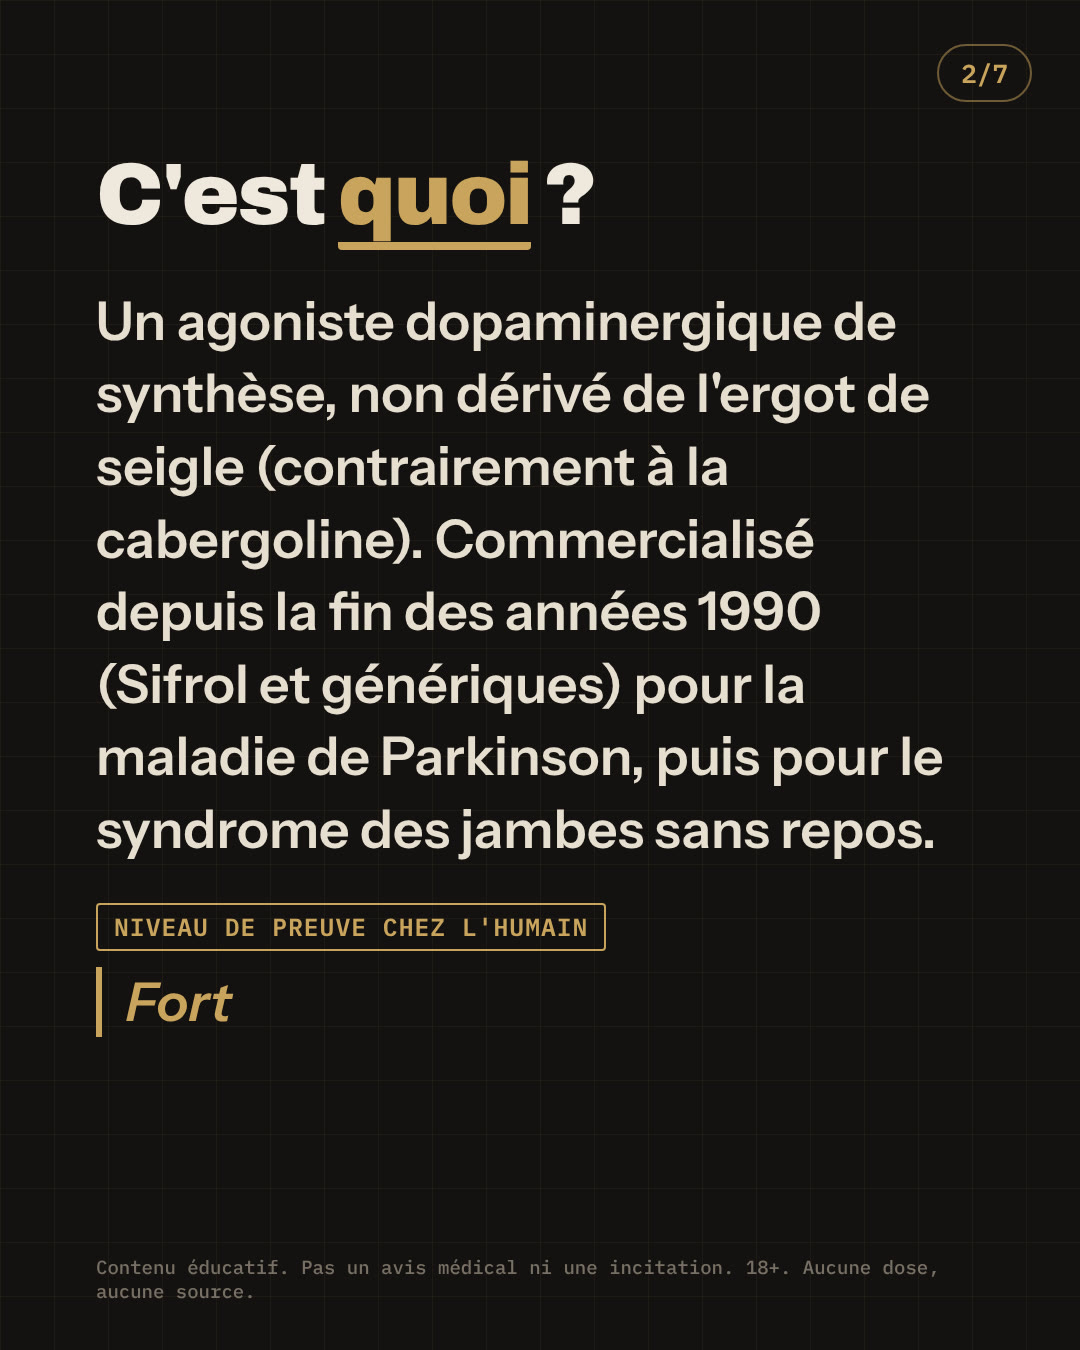 2/7
C'est quoi ?
Un agoniste dopaminergique de
synthèse, non dérivé de l'ergot de
seigle (contrairement à la
cabergoline). Commercialisé
depuis la fin des années 1990
(Sifrol et génériques) pour la
maladie de Parkinson, puis pour le
syndrome des jambes sans repos.
NIVEAU DE PREUVE CHEZ L'HUMAIN
Fort
Contenu éducatif. Pas un avis médical ni une incitation. 18+. Aucune dose,
aucune source.